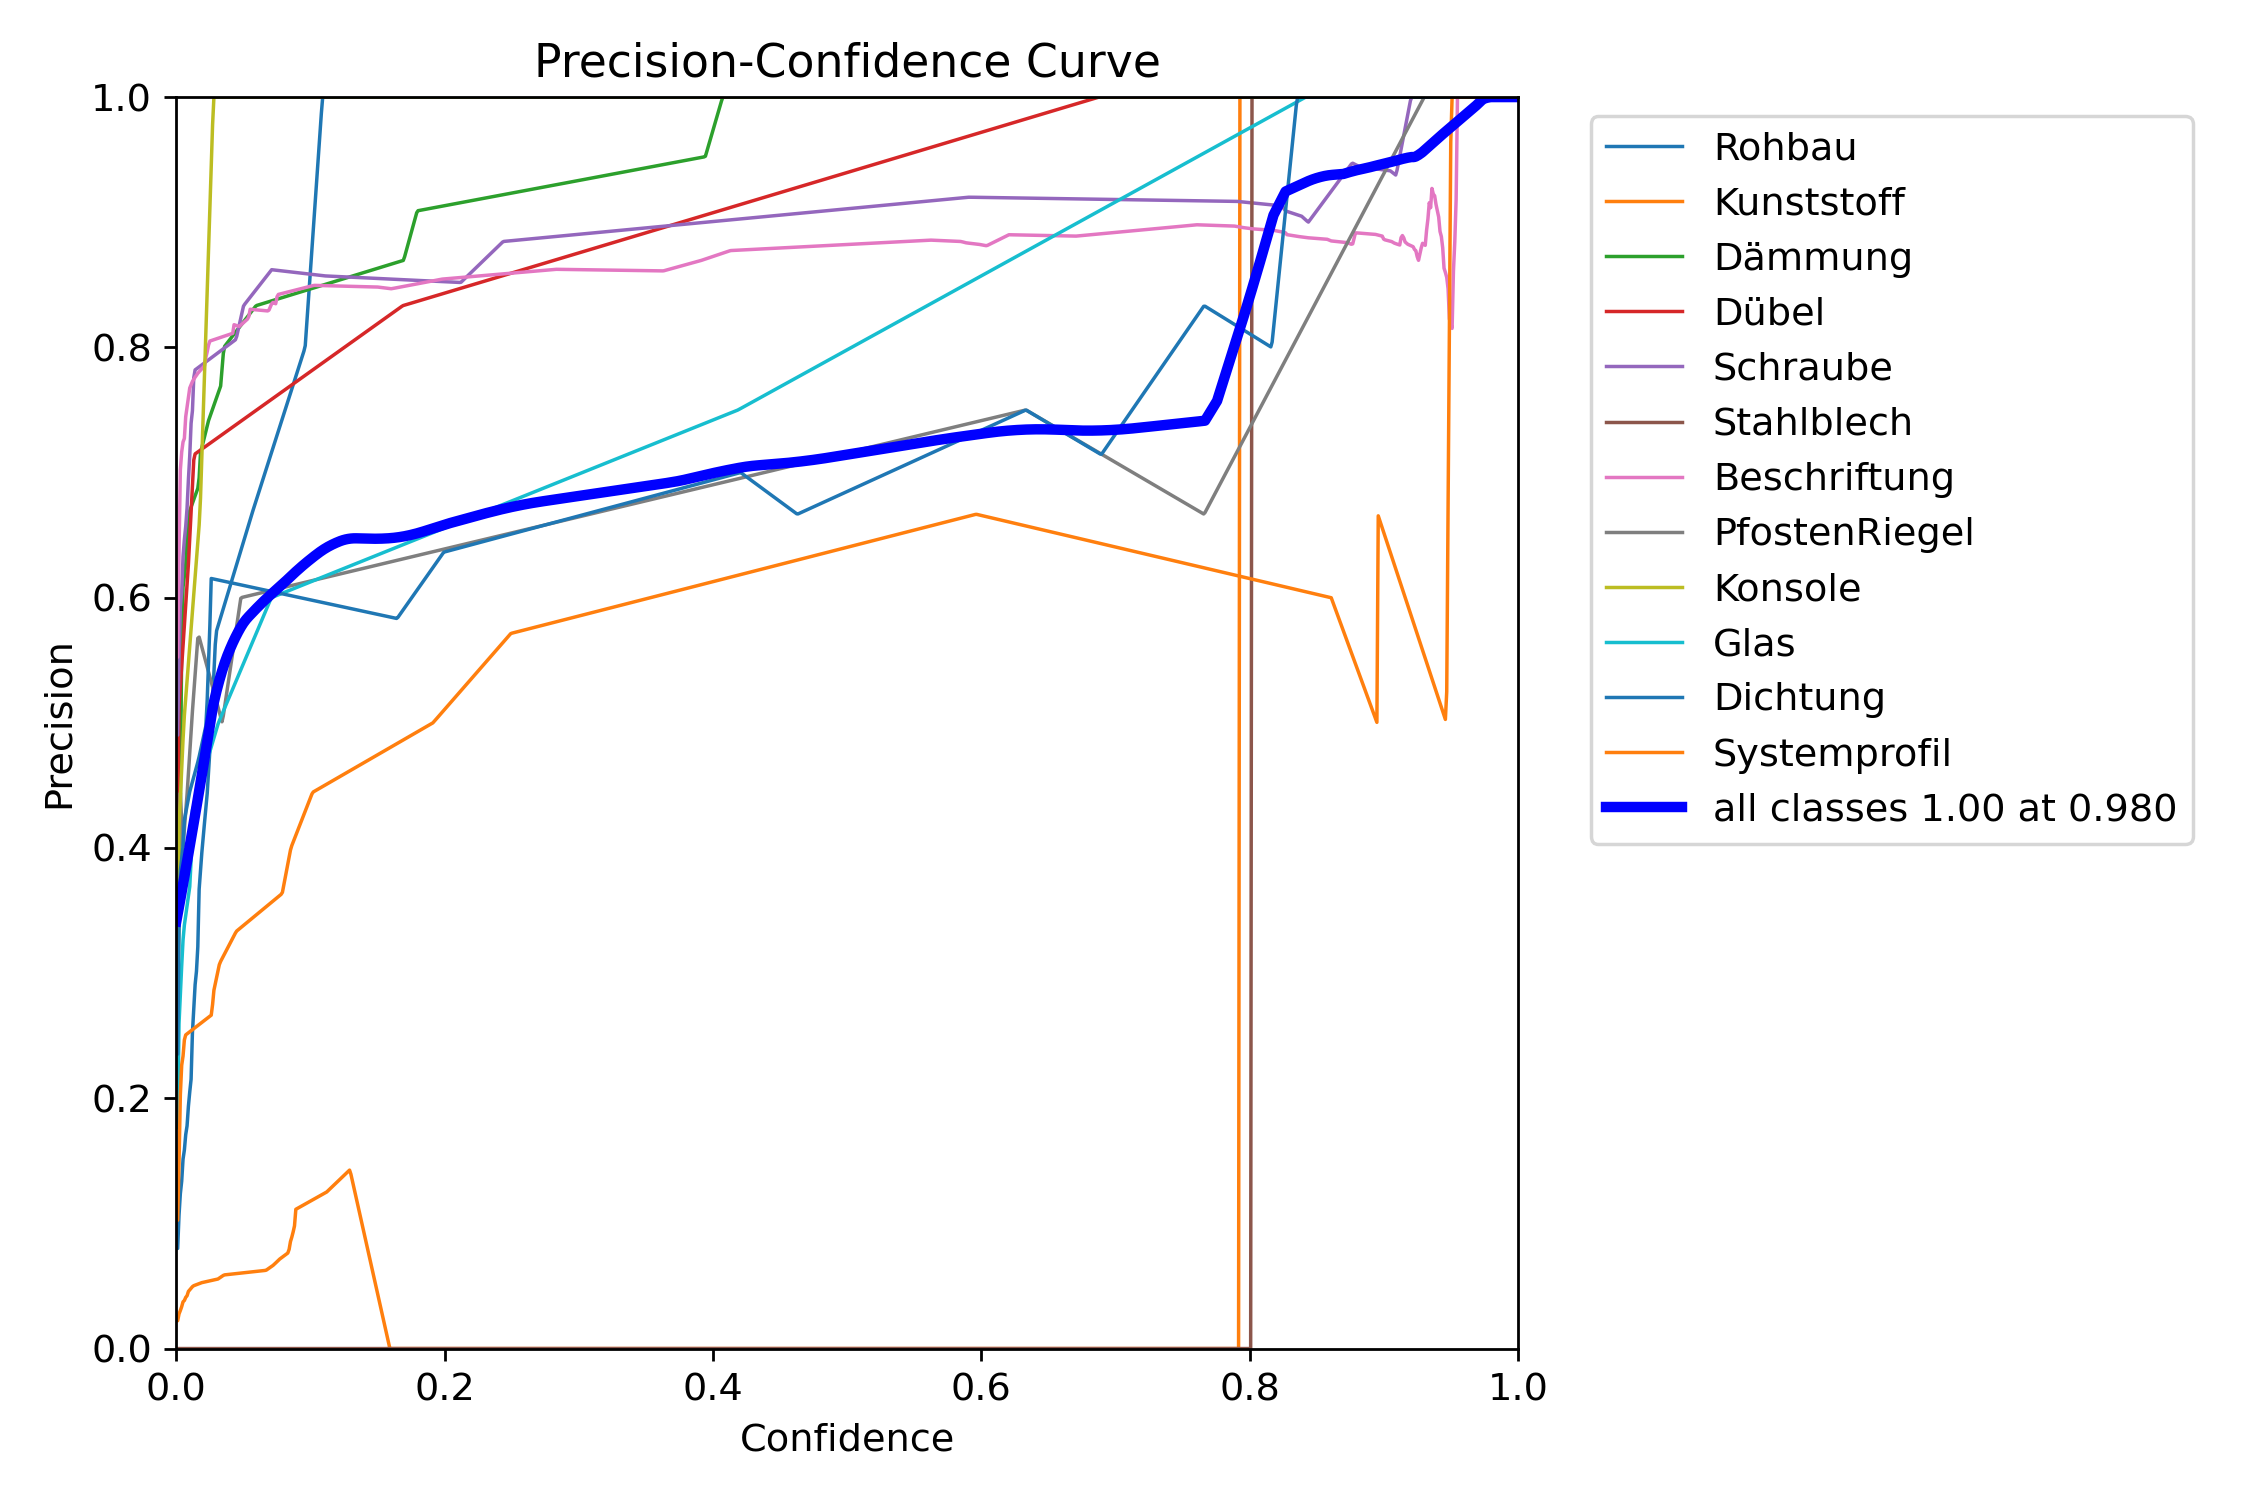 Precision-Confidence Curve
1.0
0.8
0.6
0.4
0.2
0.0
Precision
0.0 0.2 0.4 0.6 0.8 1.0
Confidence
Rohbau
Kunststoff
Dämmung
Dübel
Schraube
Stahlblech
Beschriftung
PfostenRiegel
Konsole
Glas
Dichtung
Systemprofil
all classes 1.00 at 0.980